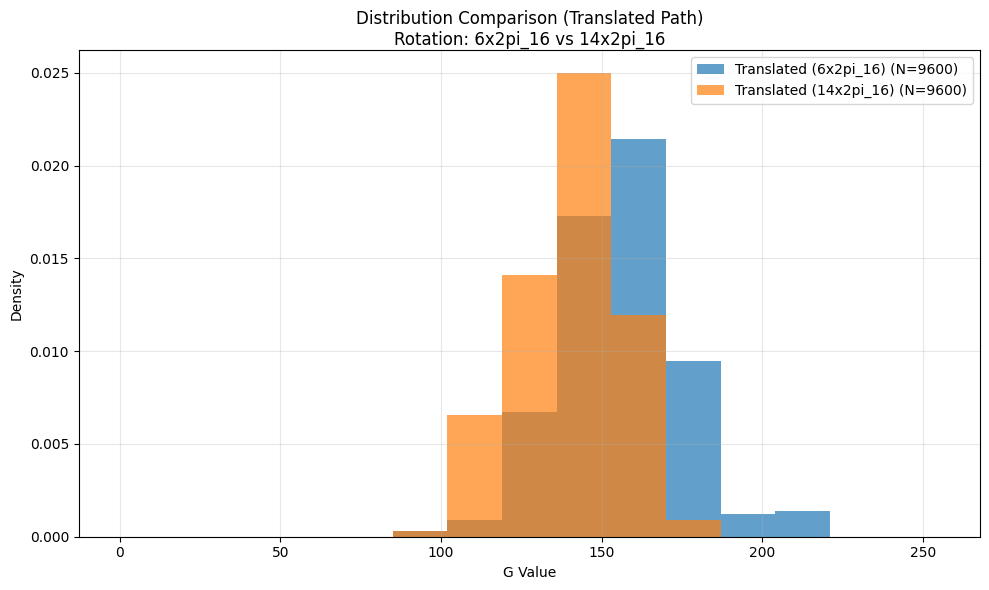 Distribution Comparison (Translated Path)
Rotation: 6x2pi_16 vs 14x2pi_16
Translated (6x2pi_16) (N=9600)
Translated (14x2pi_16) (N=9600)
Density
0.025
0.020
0.015
0.010
0.005
0.000
0 50 100 150 200 250
G Value